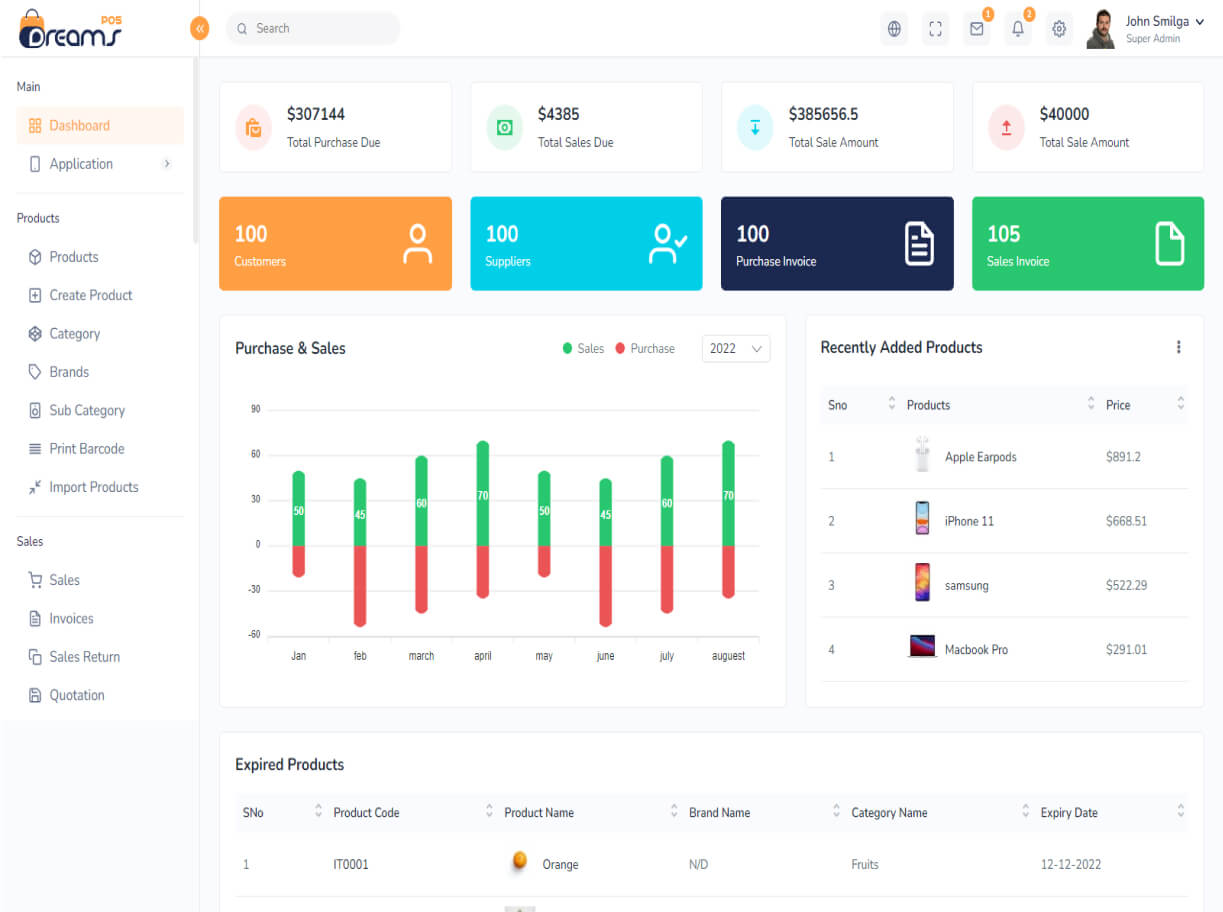 POS
Dreams
Search
1
2
John Smilga
Super Admin
Main
Dashboard
Application
Products
Products
Create Product
Category
Brands
Sub Category
Print Barcode
Import Products
Sales
Sales
Invoices
Sales Return
Quotation
$307144
Total Purchase Due
$4385
Total Sales Due
$385656.5
Total Sale Amount
$40000
Total Sale Amount
100
Customers
100
Suppliers
100
Purchase Invoice
105
Sales Invoice
Purchase & Sales
Sales Purchase
2022
90
60
30
0
-30
-60
50 45 60 70 50 45 60 70
Jan feb march april may june july auguest
Recently Added Products
Sno Products Price
1 Apple Earpods $891.2
2 iPhone 11 $668.51
3 samsung $522.29
4 Macbook Pro $291.01
Expired Products
SNo Product Code Product Name Brand Name Category Name Expiry Date
1 IT0001 Orange N/D Fruits 12-12-2022